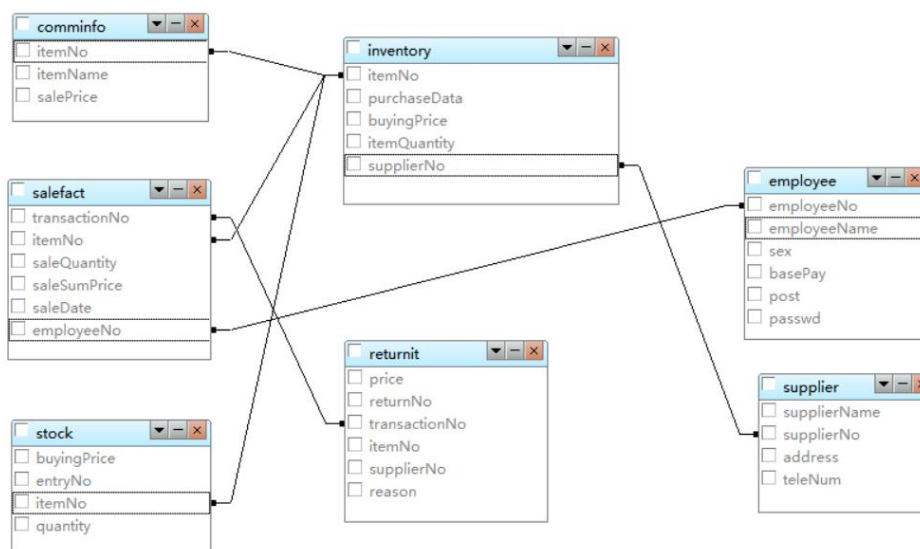 comminfo
itemNo
itemName
salePrice
inventory
itemNo
purchaseData
buyingPrice
itemQuantity
supplierNo
salefact
transactionNo
itemNo
saleQuantity
saleSumPrice
saleDate
employeeNo
employee
employeeNo
employeeName
sex
basePay
post
passwd
returnit
price
returnNo
transactionNo
itemNo
supplierNo
reason
supplier
supplierName
supplierNo
address
teleNum
stock
buyingPrice
entryNo
itemNo
quantity